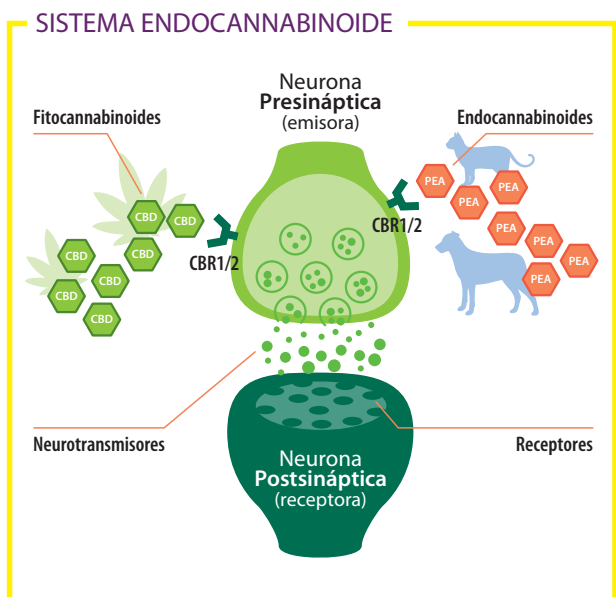 SISTEMA ENDOCANNABINOIDE
Neurona
Presináptica
(emisora)
Fitocannabinoides
Endocannabinoides
CBD
CBD
CBD
CBD
CBD
CBD
CBD
CBR1/2
CBR1/2
PEA
PEA
PEA
PEA
PEA
PEA
PEA
PEA
Neurotransmisores
Receptores
Neurona
Postsináptica
(receptora)